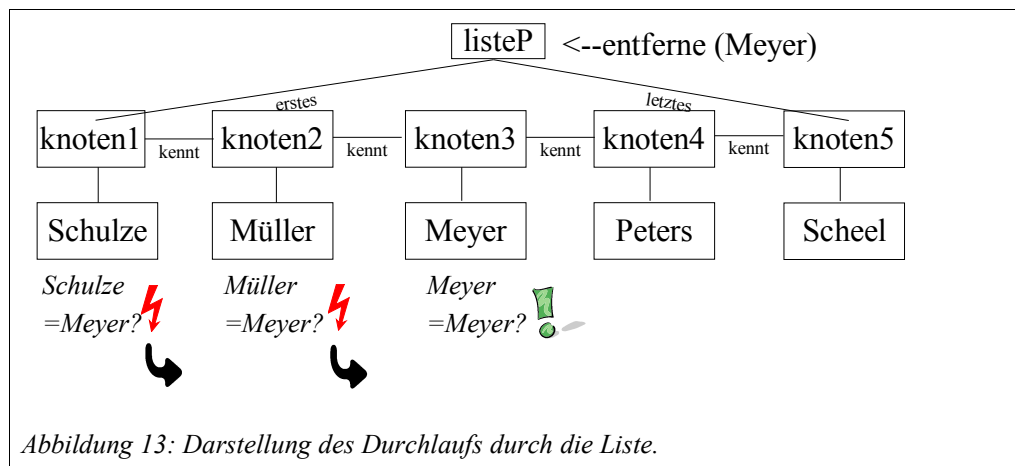 listeP <--entferne (Meyer)
erstes letztes
knoten1 kennt knoten2 kennt knoten3 kennt knoten4 kennt knoten5
Schulze Müller Meyer Peters Scheel
Schulze Müller Meyer
=Meyer? =Meyer? =Meyer?
Abbildung 13: Darstellung des Durchlaufs durch die Liste.